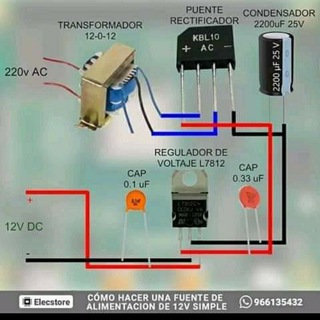 TRANSFORMADOR
12-0-12
PUENTE
RECTIFICADOR
CONDENSADOR
2200uF 25V
KBL10
+ AC -
2200 µF 25 V
220v AC
REGULADOR DE
VOLTAJE L7812
CAP
0.1 uF
CAP
0.33 uF
12V DC
Elecstore
CÓMO HACER UNA FUENTE DE
ALIMENTACION DE 12V SIMPLE
966135432